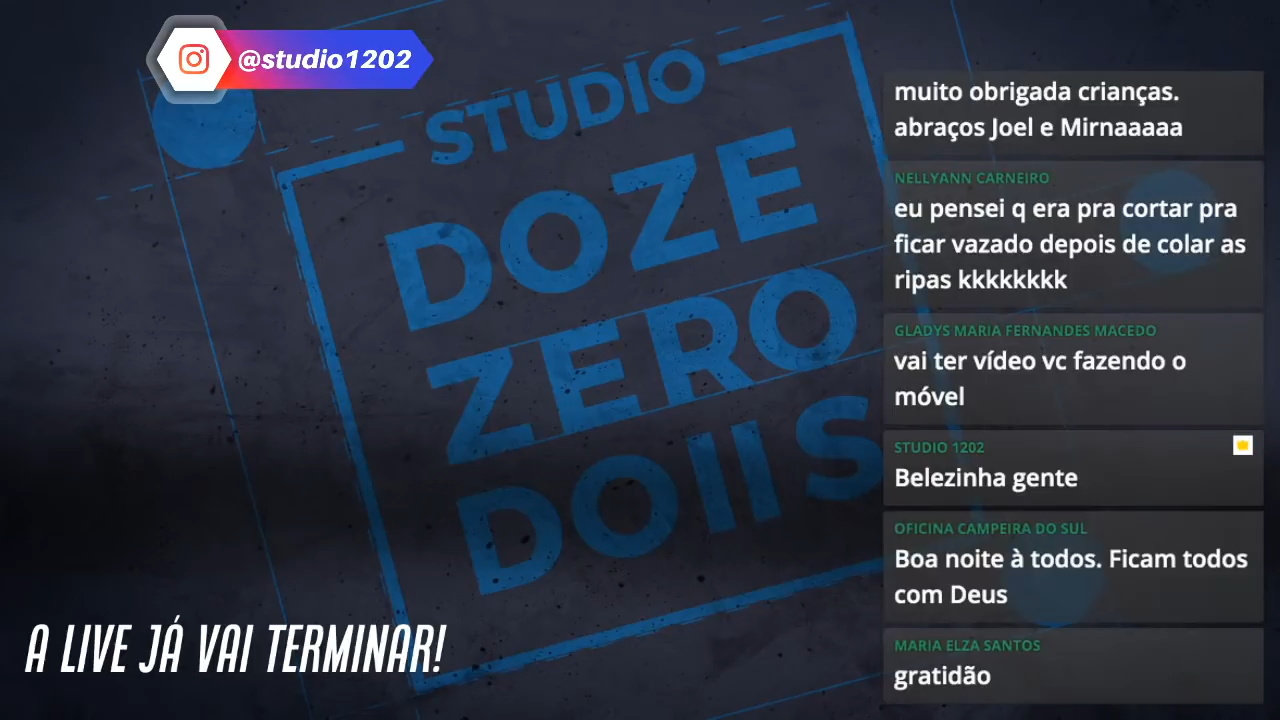 @studio1202
STUDIO
DOZE
ZERO
DOIIS
A LIVE JÁ VAI TERMINAR!
muito obrigada crianças.
abraços Joel e Mirnaaaaa
NELLYANN CARNEIRO
eu pensei q era pra cortar pra
ficar vazado depois de colar as
ripas kkkkkkkk
GLADYS MARIA FERNANDES MACEDO
vai ter vídeo vc fazendo o
móvel
STUDIO 1202
Belezinha gente
OFICINA CAMPEIRA DO SUL
Boa noite à todos. Ficam todos
com Deus
MARIA ELZA SANTOS
gratidão